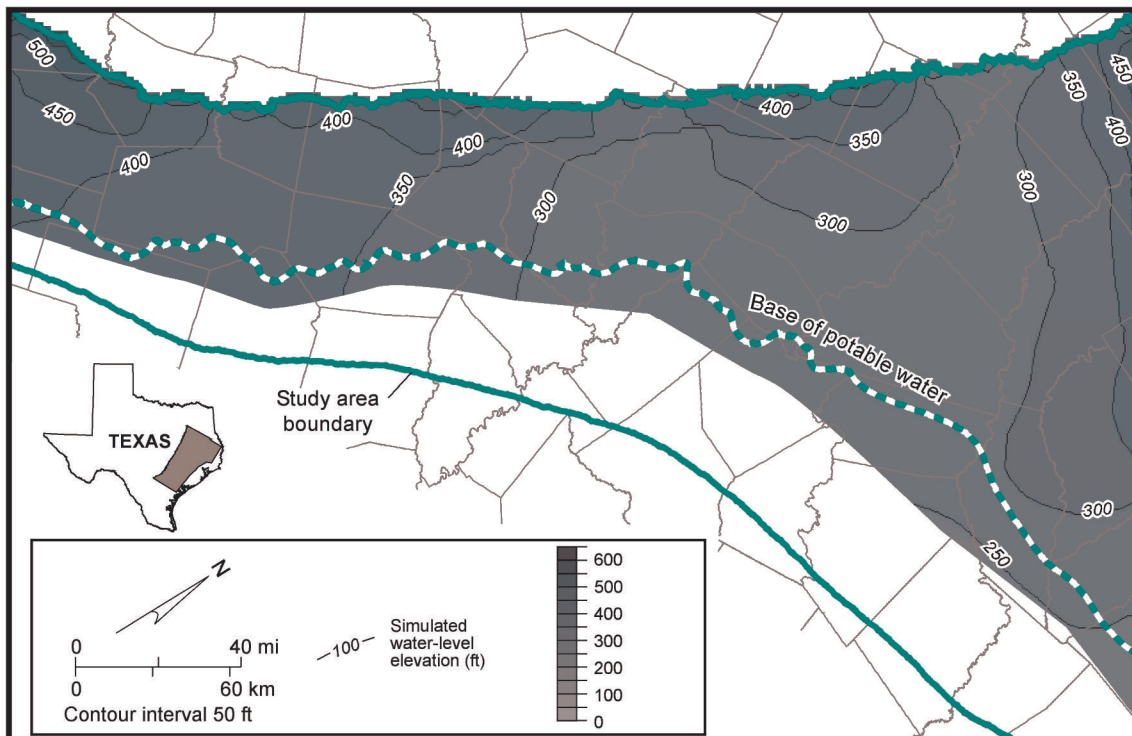 500
450
400
400
400
350
300
400
350
300
350
450
400
300
300
250
Base of potable water
Study area
boundary
TEXAS
N
0 40 mi
0 60 km
Contour interval 50 ft
100
Simulated
water-level
elevation (ft)
600
500
400
300
200
100
0